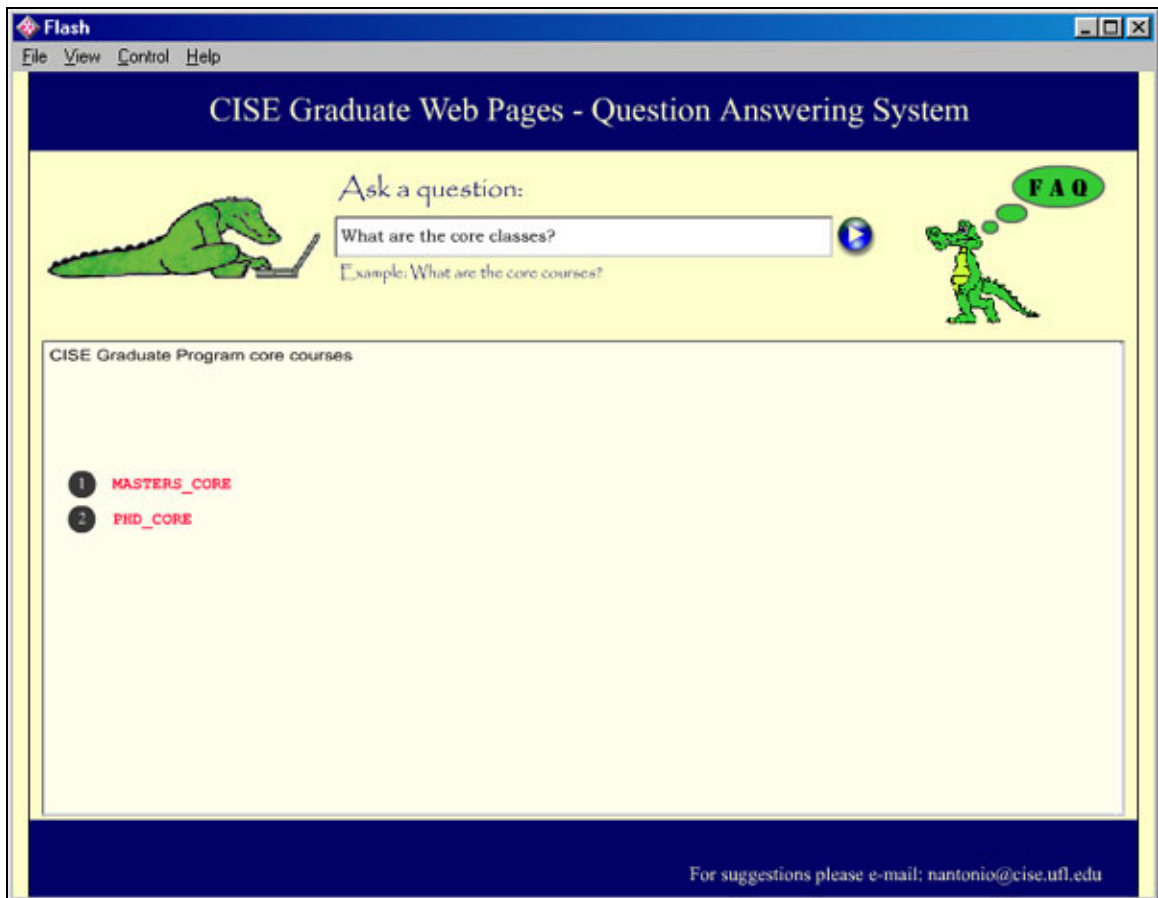 Flash
File View Control Help
CISE Graduate Web Pages - Question Answering System
Ask a question:
F A Q
What are the core classes?
Example: What are the core courses?
CISE Graduate Program core courses
1 MASTERS_CORE
2 PHD_CORE
For suggestions please e-mail: nantonio@cise.ufl.edu